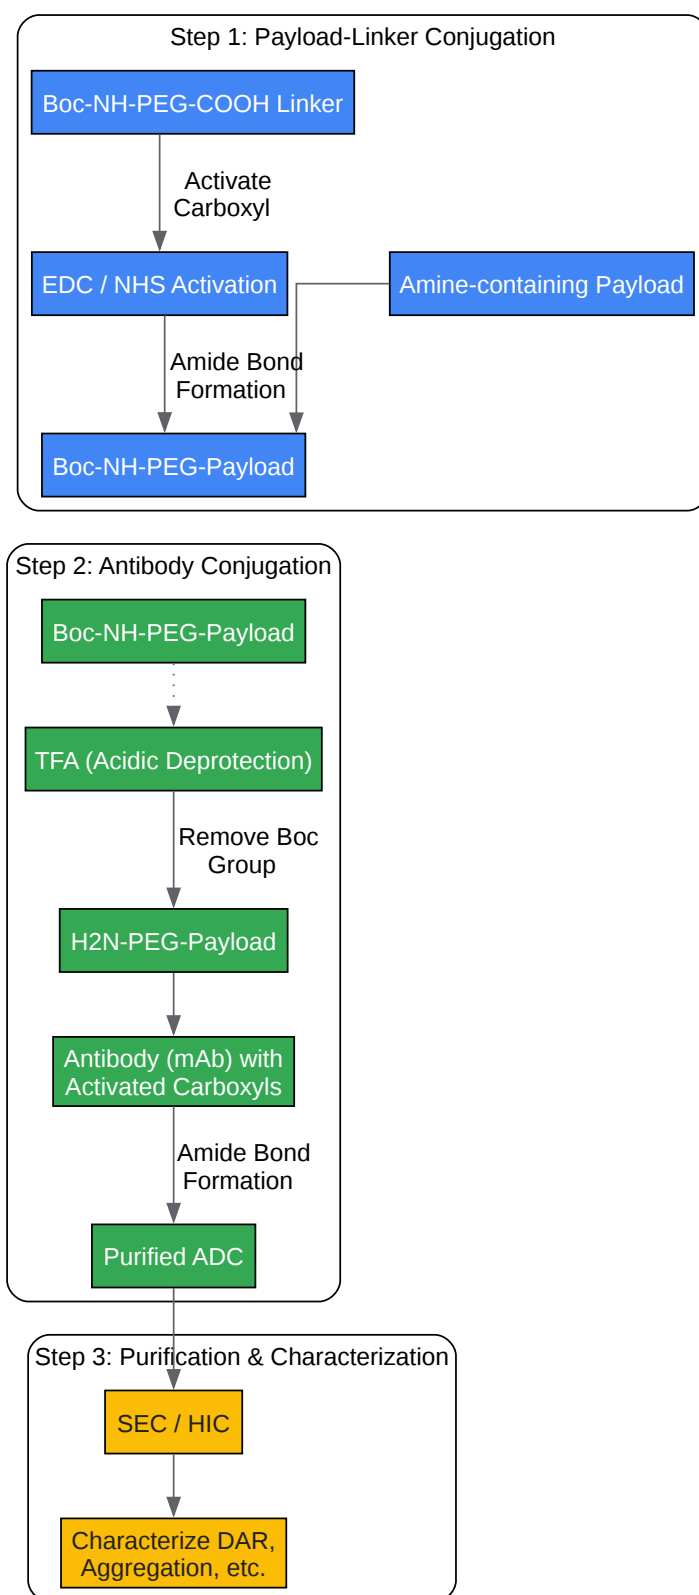 Step 1: Payload-Linker Conjugation
Boc-NH-PEG-COOH Linker
Activate
Carboxyl
EDC / NHS Activation
Amine-containing Payload
Amide Bond
Formation
Boc-NH-PEG-Payload
Step 2: Antibody Conjugation
Boc-NH-PEG-Payload
TFA (Acidic Deprotection)
Remove Boc
Group
H2N-PEG-Payload
Antibody (mAb) with
Activated Carboxyls
Amide Bond
Formation
Purified ADC
Step 3: Purification & Characterization
SEC / HIC
Characterize DAR,
Aggregation, etc.